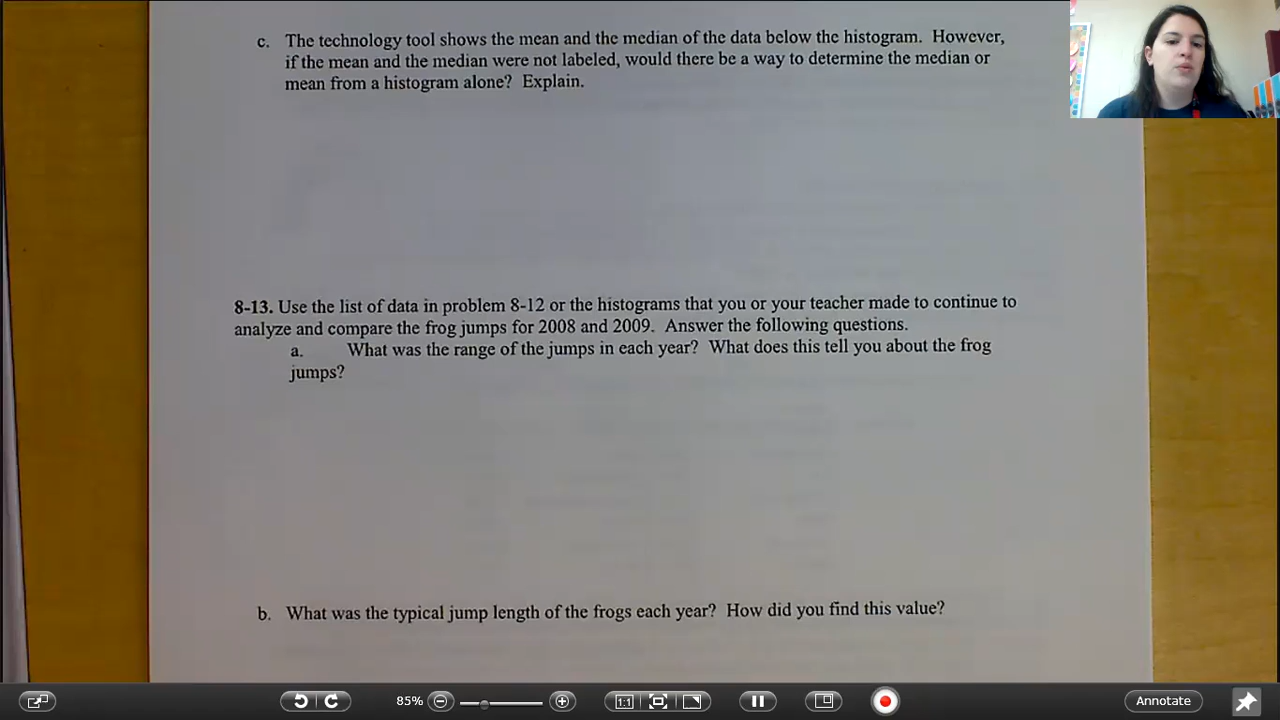 c. The technology tool shows the mean and the median of the data below the histogram. However,
if the mean and the median were not labeled, would there be a way to determine the median or
mean from a histogram alone? Explain.
8-13. Use the list of data in problem 8-12 or the histograms that you or your teacher made to continue to
analyze and compare the frog jumps for 2008 and 2009. Answer the following questions.
a. What was the range of the jumps in each year? What does this tell you about the frog
jumps?
b. What was the typical jump length of the frogs each year? How did you find this value?
85%
1:1
Annotate